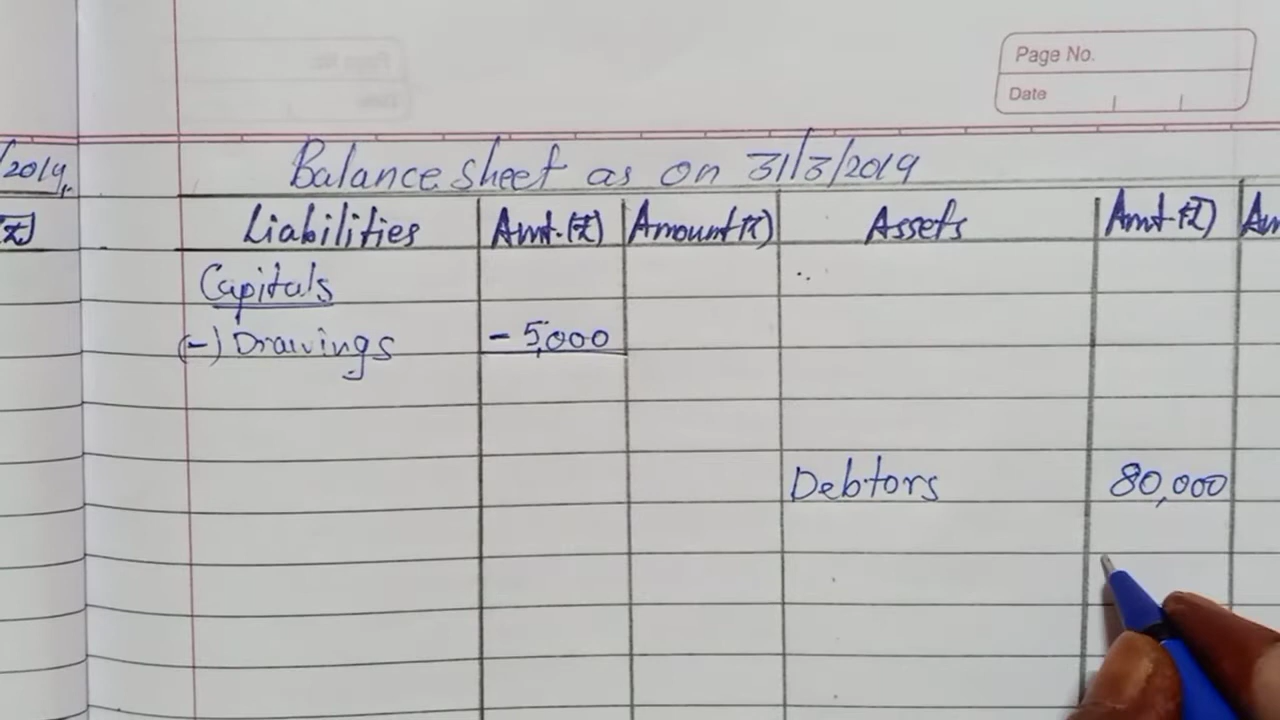 Page No.
Date
/2019
Balance sheet as on 31/3/2019
(₹) Liabilities Amt.(₹) Amount(₹) Assets Amt.(₹)
Capitals
(-) Drawings - 5,000
Debtors 80,000